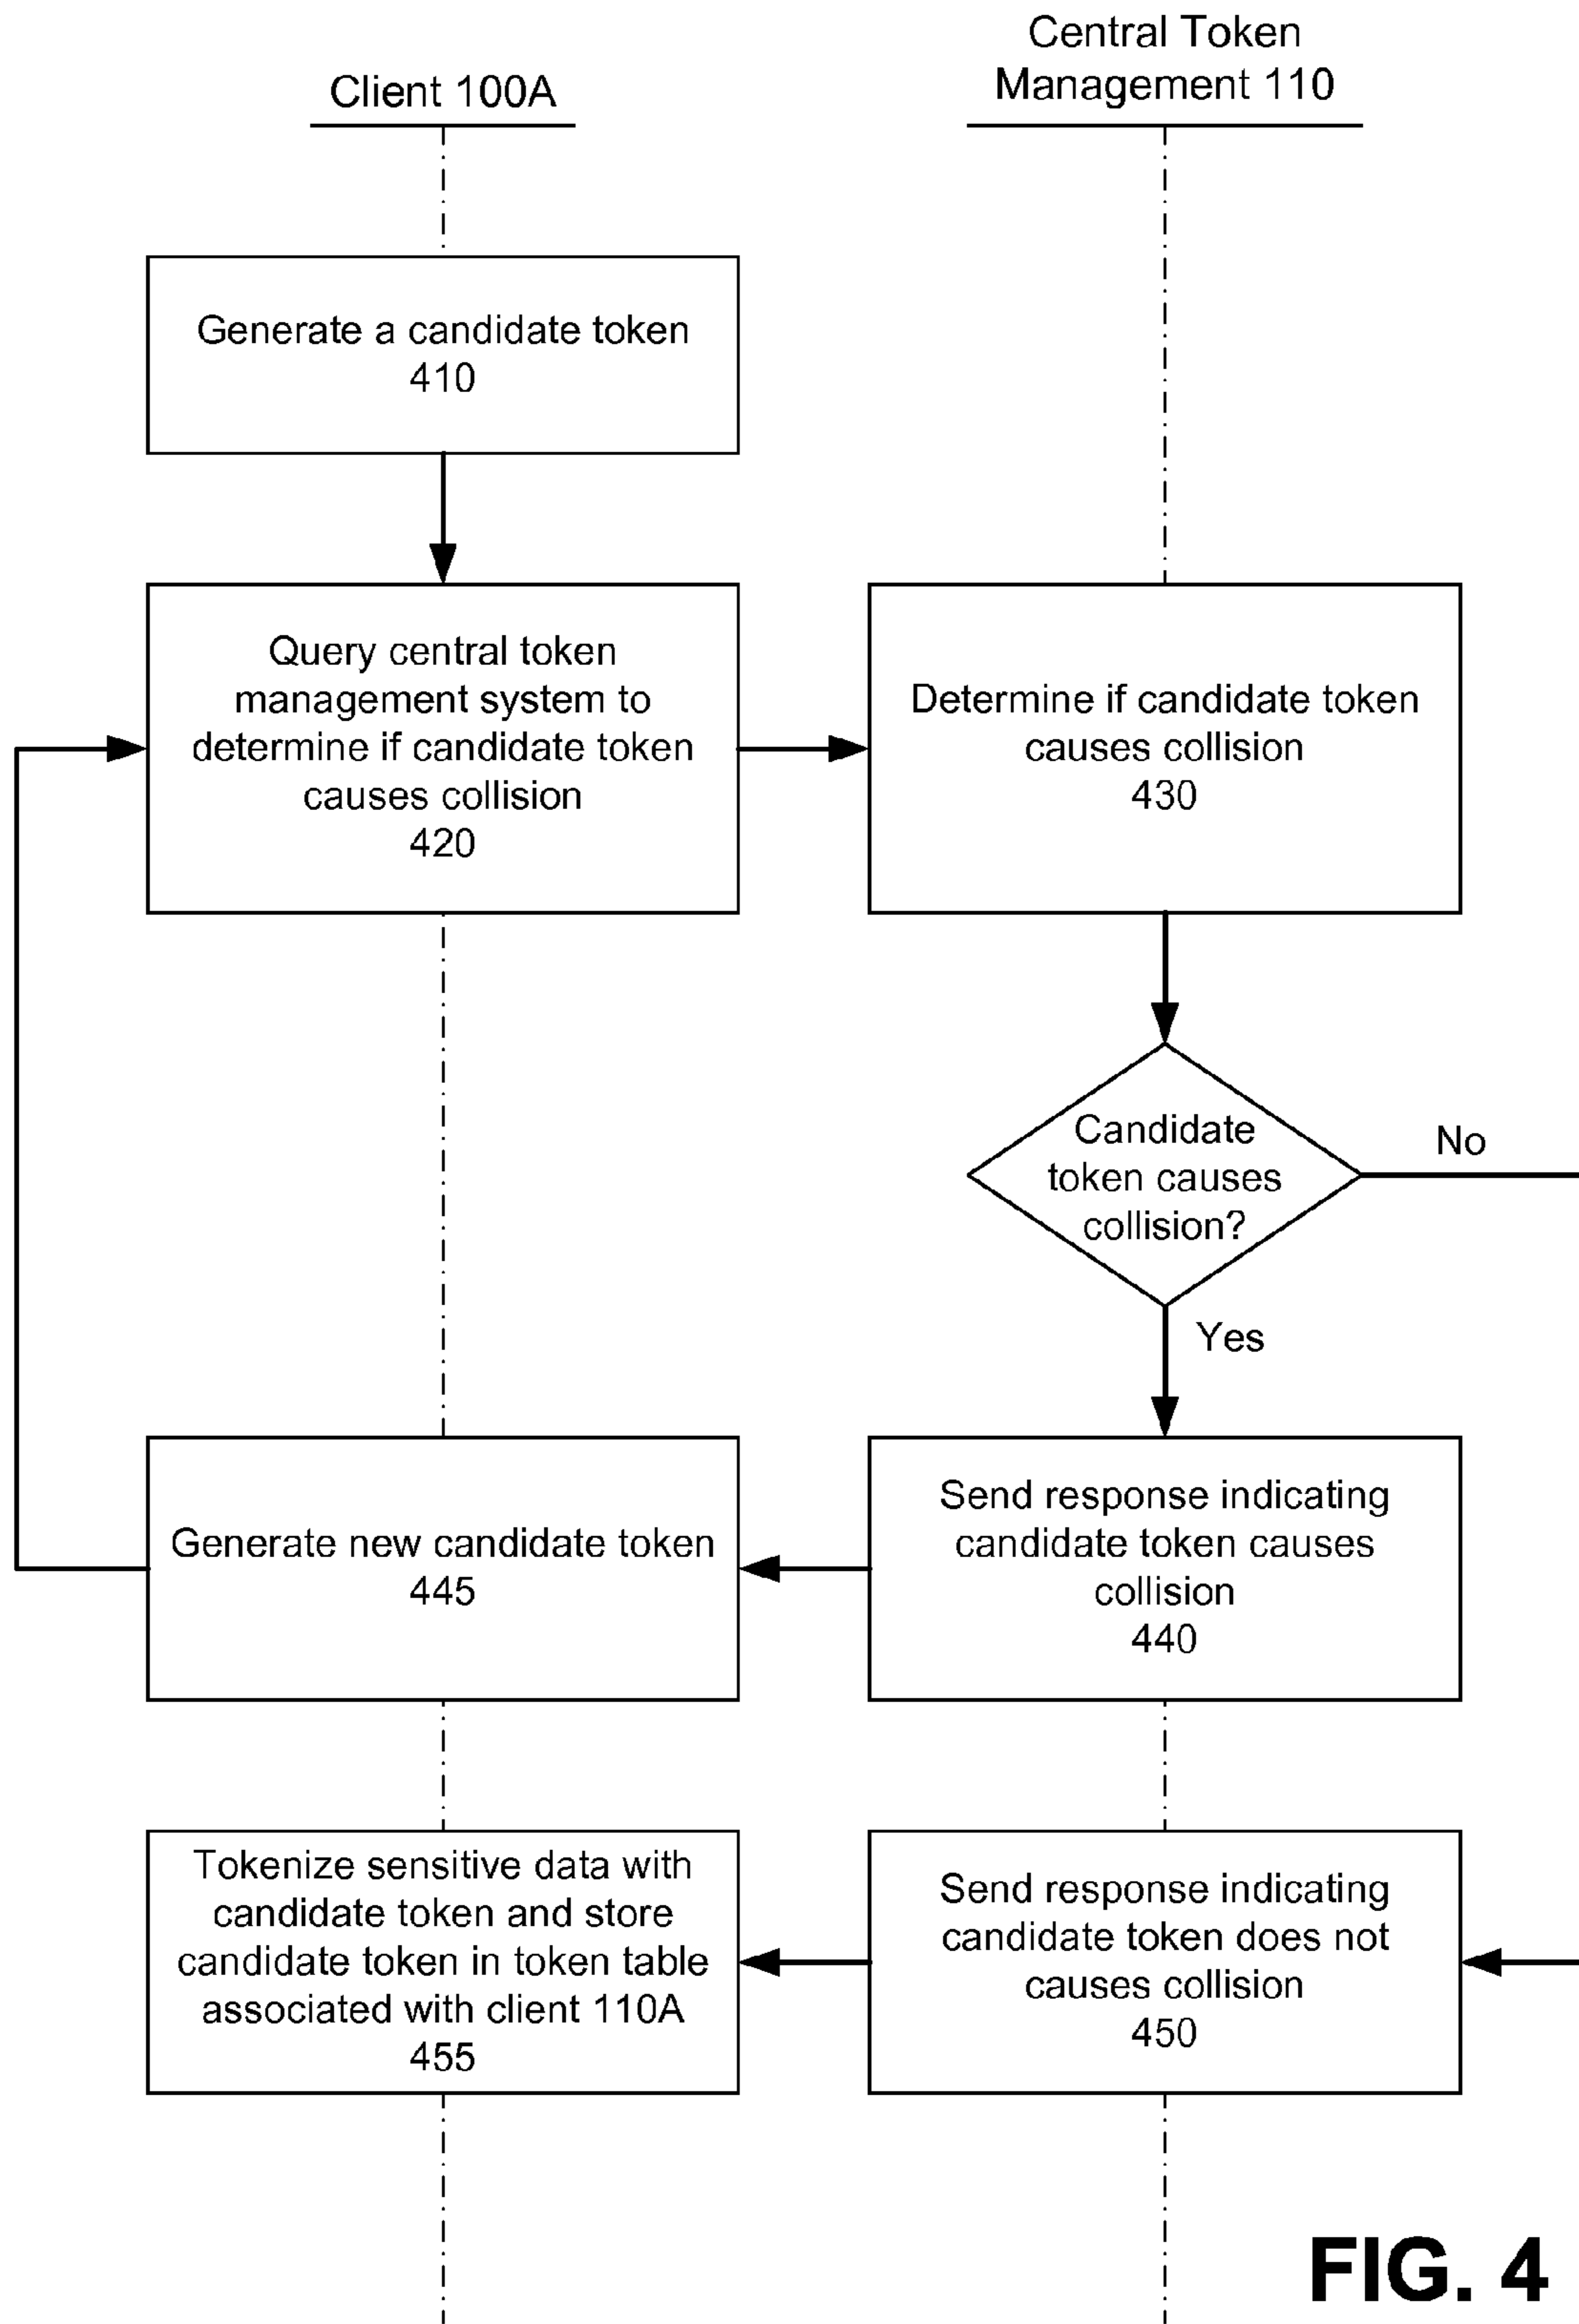 Client 100A
Central Token
Management 110
Generate a candidate token
410
Query central token
management system to
determine if candidate token
causes collision
420
Determine if candidate token
causes collision
430
Candidate
token causes
collision?
No
Yes
Send response indicating
candidate token causes
collision
440
Generate new candidate token
445
Send response indicating
candidate token does not
causes collision
450
Tokenize sensitive data with
candidate token and store
candidate token in token table
associated with client 110A
455
FIG. 4